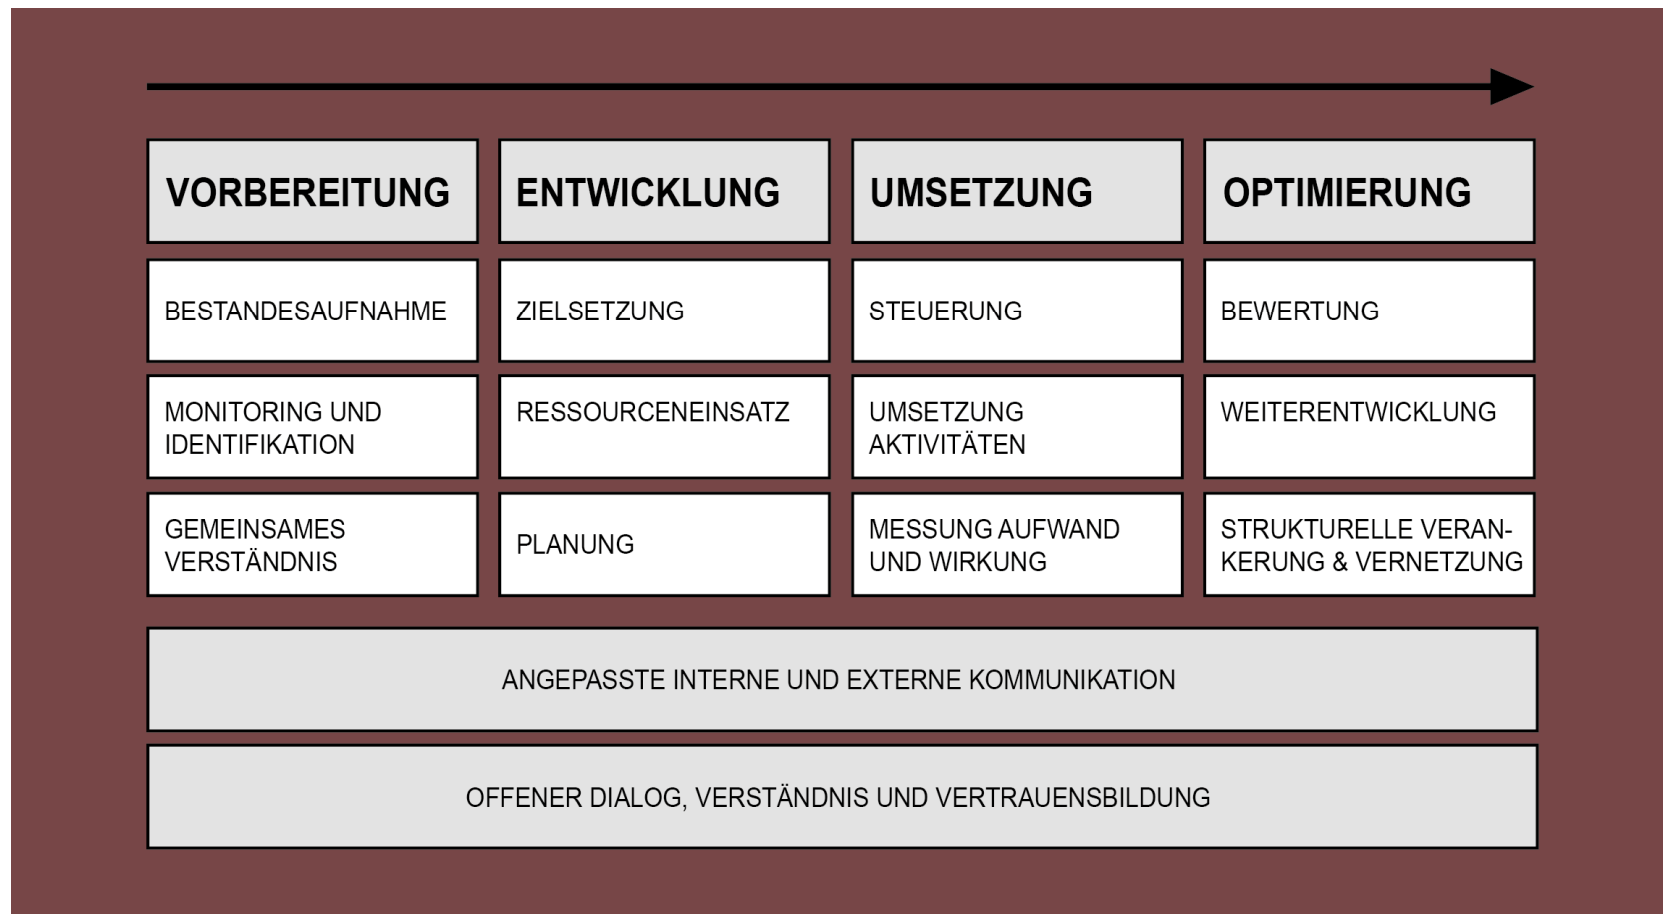 VORBEREITUNG
ENTWICKLUNG
UMSETZUNG
OPTIMIERUNG
BESTANDESAUFNAHME
ZIELSETZUNG
STEUERUNG
BEWERTUNG
MONITORING UND
IDENTIFIKATION
RESSOURCENEINSATZ
UMSETZUNG
AKTIVITÄTEN
WEITERENTWICKLUNG
GEMEINSAMES
VERSTÄNDNIS
PLANUNG
MESSUNG AUFWAND
UND WIRKUNG
STRUKTURELLE VERAN-
KERUNG & VERNETZUNG
ANGEPASSTE INTERNE UND EXTERNE KOMMUNIKATION
OFFENER DIALOG, VERSTÄNDNIS UND VERTRAUENSBILDUNG